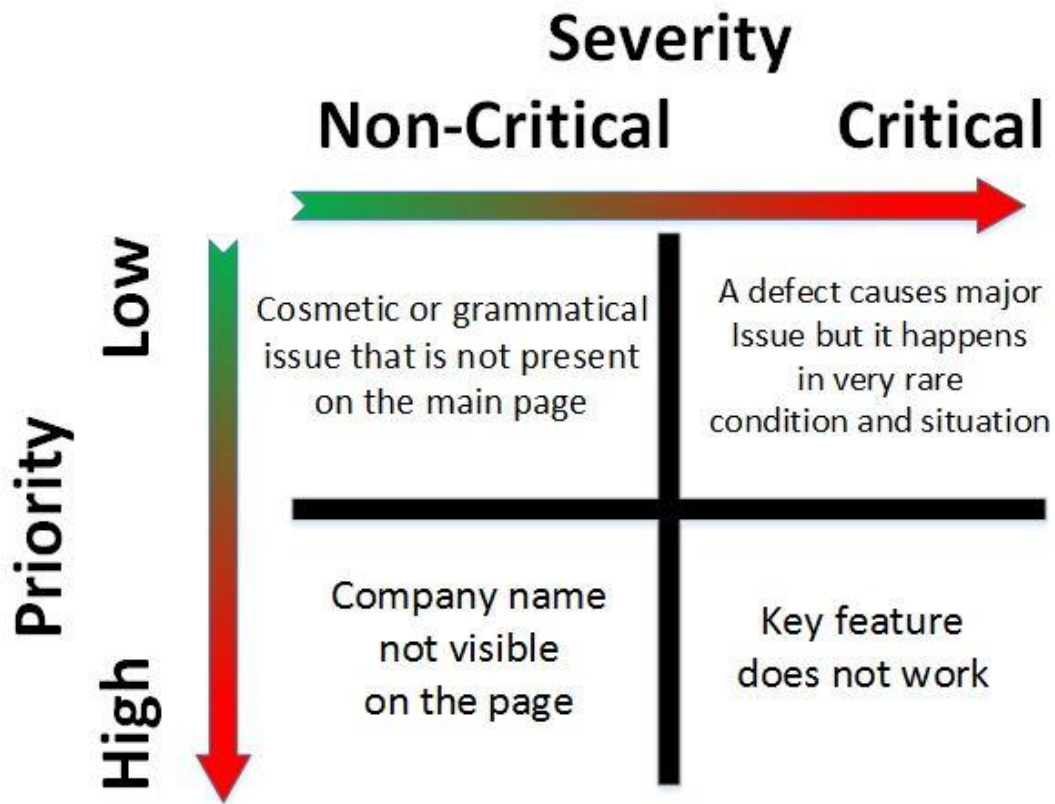 Severity
Non-Critical Critical
Low
Cosmetic or grammatical
issue that is not present
on the main page
A defect causes major
Issue but it happens
in very rare
condition and situation
Priority
High
Company name
not visible
on the page
Key feature
does not work